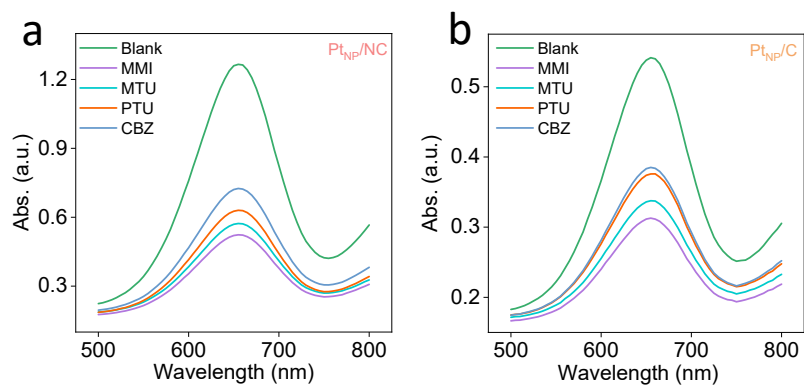 a
Blank
MMI
MTU
PTU
CBZ
Pt_NP/NC
1.2
0.9
0.6
0.3
Abs. (a.u.)
500 600 700 800
Wavelength (nm)
b
Blank
MMI
MTU
PTU
CBZ
Pt_NP/C
0.5
0.4
0.3
0.2
Abs. (a.u.)
500 600 700 800
Wavelength (nm)